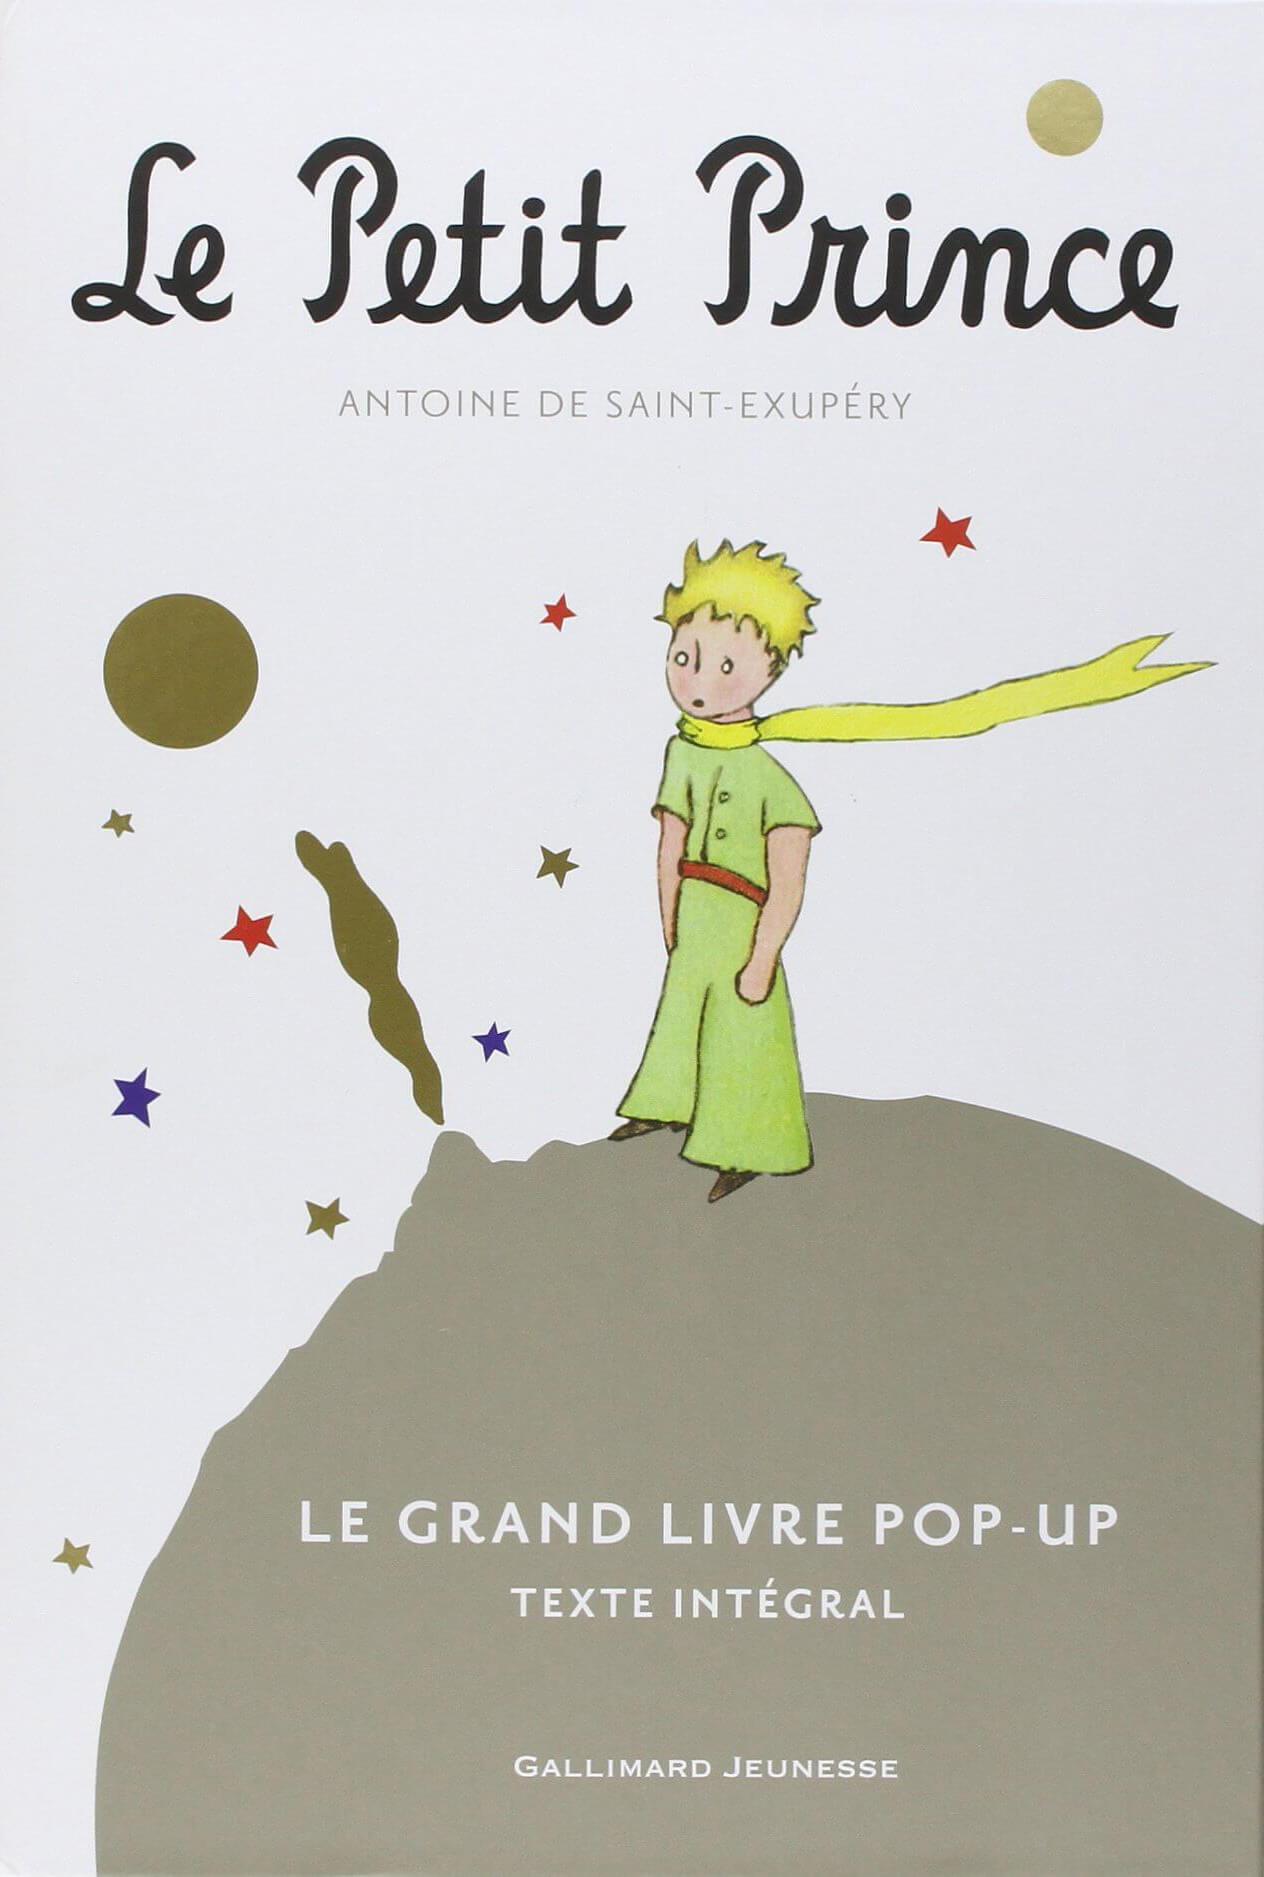 Le Petit Prince
ANTOINE DE SAINT-EXUPÉRY
LE GRAND LIVRE POP-UP
TEXTE INTÉGRAL
GALLIMARD JEUNESSE